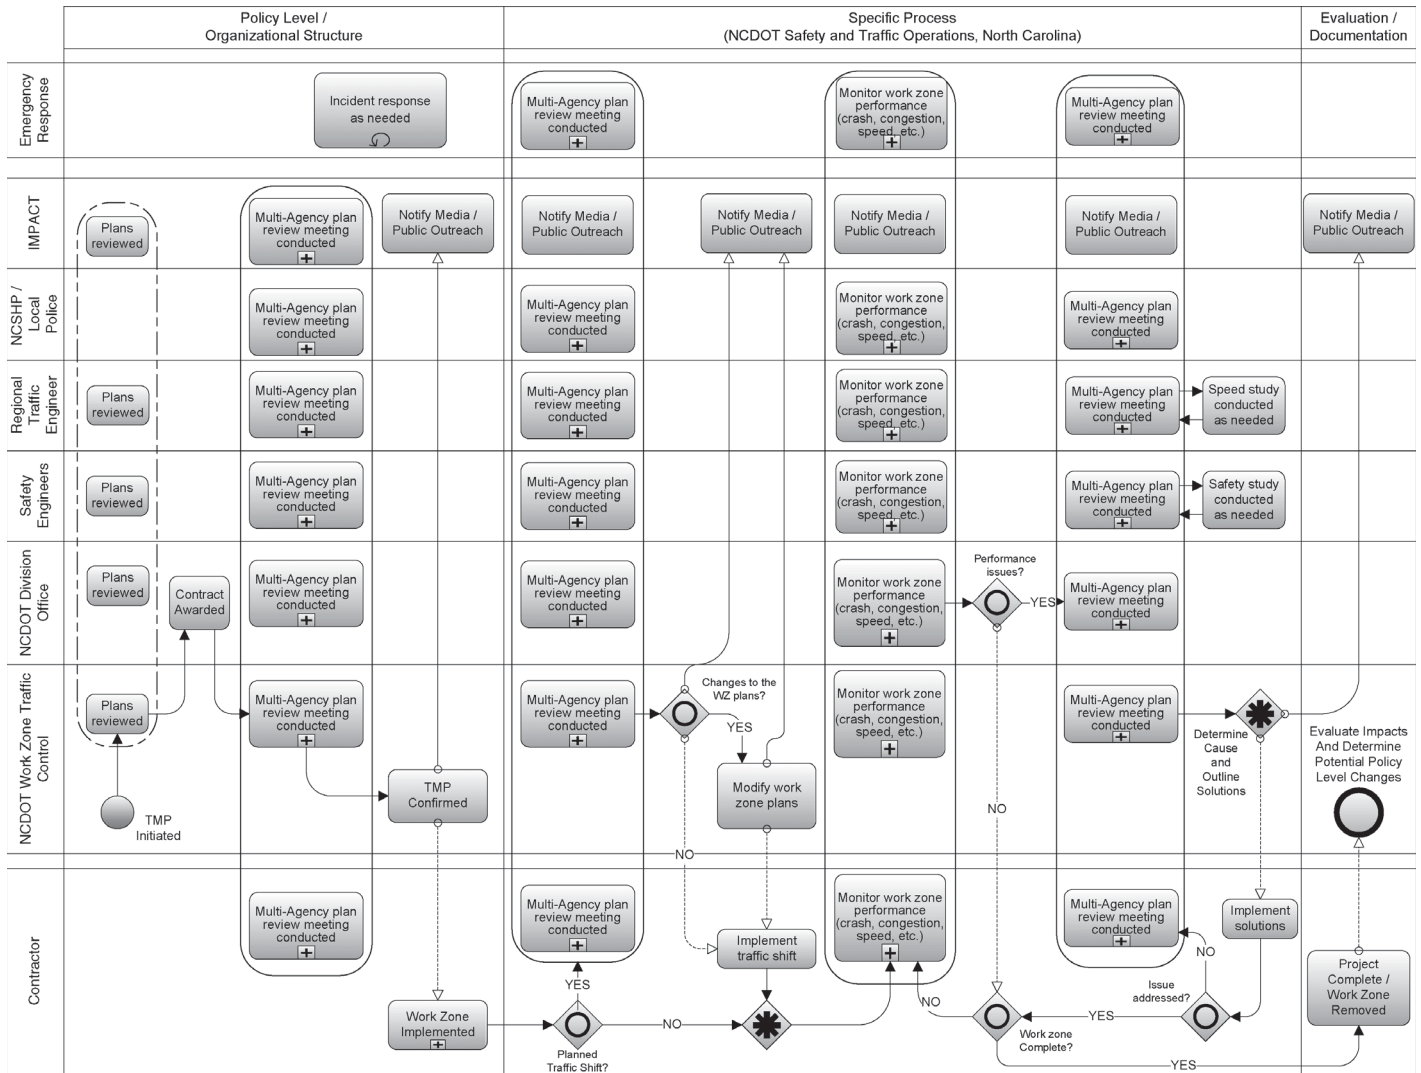 Policy Level /
Organizational Structure
Specific Process
(NCDOT Safety and Traffic Operations, North Carolina)
Evaluation /
Documentation
Emergency
Response
Incident response
as needed
Multi-Agency plan
review meeting
conducted
Monitor work zone
performance
(crash, congestion,
speed, etc.)
Multi-Agency plan
review meeting
conducted
IMPACT
Plans
reviewed
Multi-Agency plan
review meeting
conducted
Notify Media /
Public Outreach
Notify Media /
Public Outreach
Notify Media /
Public Outreach
Notify Media /
Public Outreach
Notify Media /
Public Outreach
Notify Media /
Public Outreach
NCSHP /
Local
Police
Multi-Agency plan
review meeting
conducted
Multi-Agency plan
review meeting
conducted
Monitor work zone
performance
(crash, congestion,
speed, etc.)
Multi-Agency plan
review meeting
conducted
Regional
Traffic
Engineer
Plans
reviewed
Multi-Agency plan
review meeting
conducted
Multi-Agency plan
review meeting
conducted
Monitor work zone
performance
(crash, congestion,
speed, etc.)
Multi-Agency plan
review meeting
conducted
Speed study
conducted
as needed
Safety
Engineers
Plans
reviewed
Multi-Agency plan
review meeting
conducted
Multi-Agency plan
review meeting
conducted
Monitor work zone
performance
(crash, congestion,
speed, etc.)
Multi-Agency plan
review meeting
conducted
Safety study
conducted
as needed
NCDOT Division
Office
Plans
reviewed
Contract
Awarded
Multi-Agency plan
review meeting
conducted
Multi-Agency plan
review meeting
conducted
Monitor work zone
performance
(crash, congestion,
speed, etc.)
Performance
issues?
YES
Multi-Agency plan
review meeting
conducted
NCDOT Work Zone Traffic
Control
Plans
reviewed
TMP
Initiated
Multi-Agency plan
review meeting
conducted
TMP
Confirmed
Multi-Agency plan
review meeting
conducted
Changes to the
WZ plans?
YES
NO
Modify work
zone plans
Monitor work zone
performance
(crash, congestion,
speed, etc.)
NO
Multi-Agency plan
review meeting
conducted
Determine
Cause
and
Outline
Solutions
Evaluate Impacts
And Determine
Potential Policy
Level Changes
Contractor
Multi-Agency plan
review meeting
conducted
Work Zone
Implemented
Multi-Agency plan
review meeting
conducted
YES
Planned
Traffic Shift?
NO
Implement
traffic shift
Monitor work zone
performance
(crash, congestion,
speed, etc.)
NO
Work zone
Complete?
YES
Multi-Agency plan
review meeting
conducted
NO
Issue
addressed?
YES
Implement
solutions
Project
Complete /
Work Zone
Removed